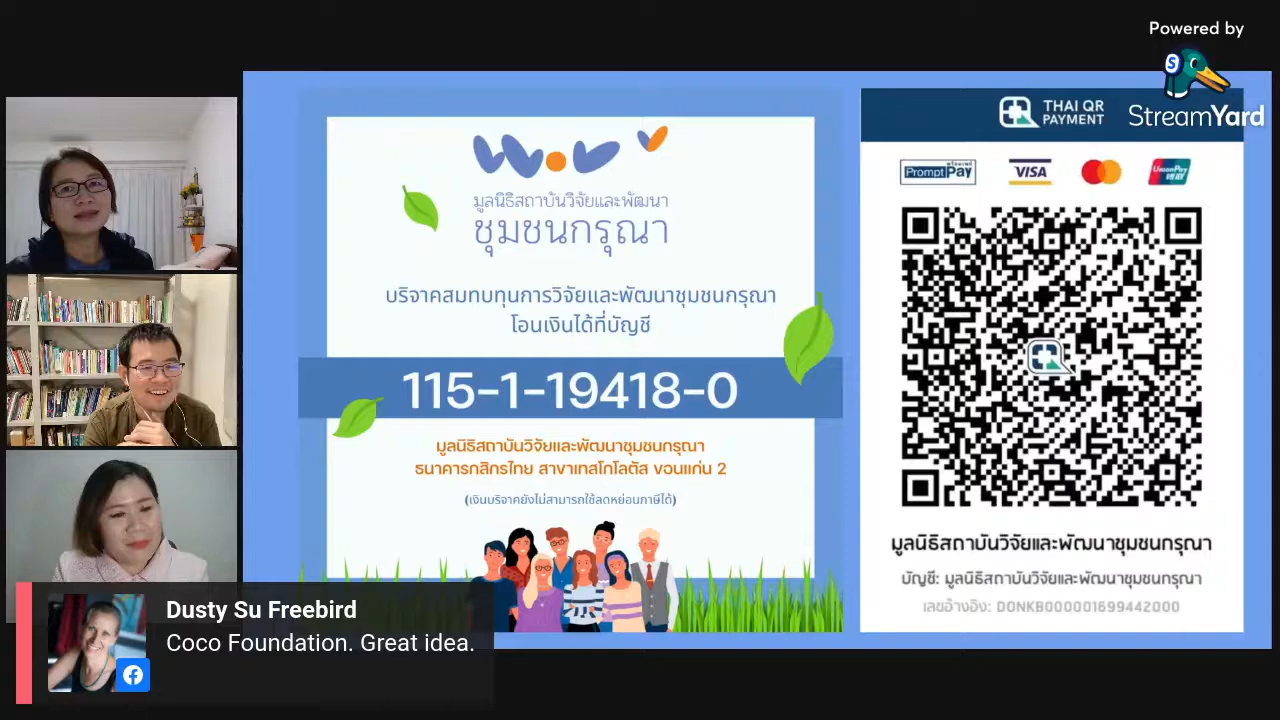 Powered by
StreamYard
มูลนิธิสถาบันวิจัยและพัฒนา
ชุมชนกรุณา
บริจาคสมทบทุนการวิจัยและพัฒนาชุมชนกรุณา
โอนเงินได้ที่บัญชี
115-1-19418-0
มูลนิธิสถาบันวิจัยและพัฒนาชุมชนกรุณา
ธนาคารกสิกรไทย สาขาเทสโก้โลตัส ขอนแก่น 2
(เงินบริจาคยังไม่สามารถใช้ลดหย่อนภาษีได้)
THAI QR
PAYMENT
พร้อมเพย์
PromptPay
VISA
UnionPay
银联
มูลนิธิสถาบันวิจัยและพัฒนาชุมชนกรุณา
บัญชี: มูลนิธิสถาบันวิจัยและพัฒนาชุมชนกรุณา
เลขอ้างอิง: DONKB000001699442000
Dusty Su Freebird
Coco Foundation. Great idea.